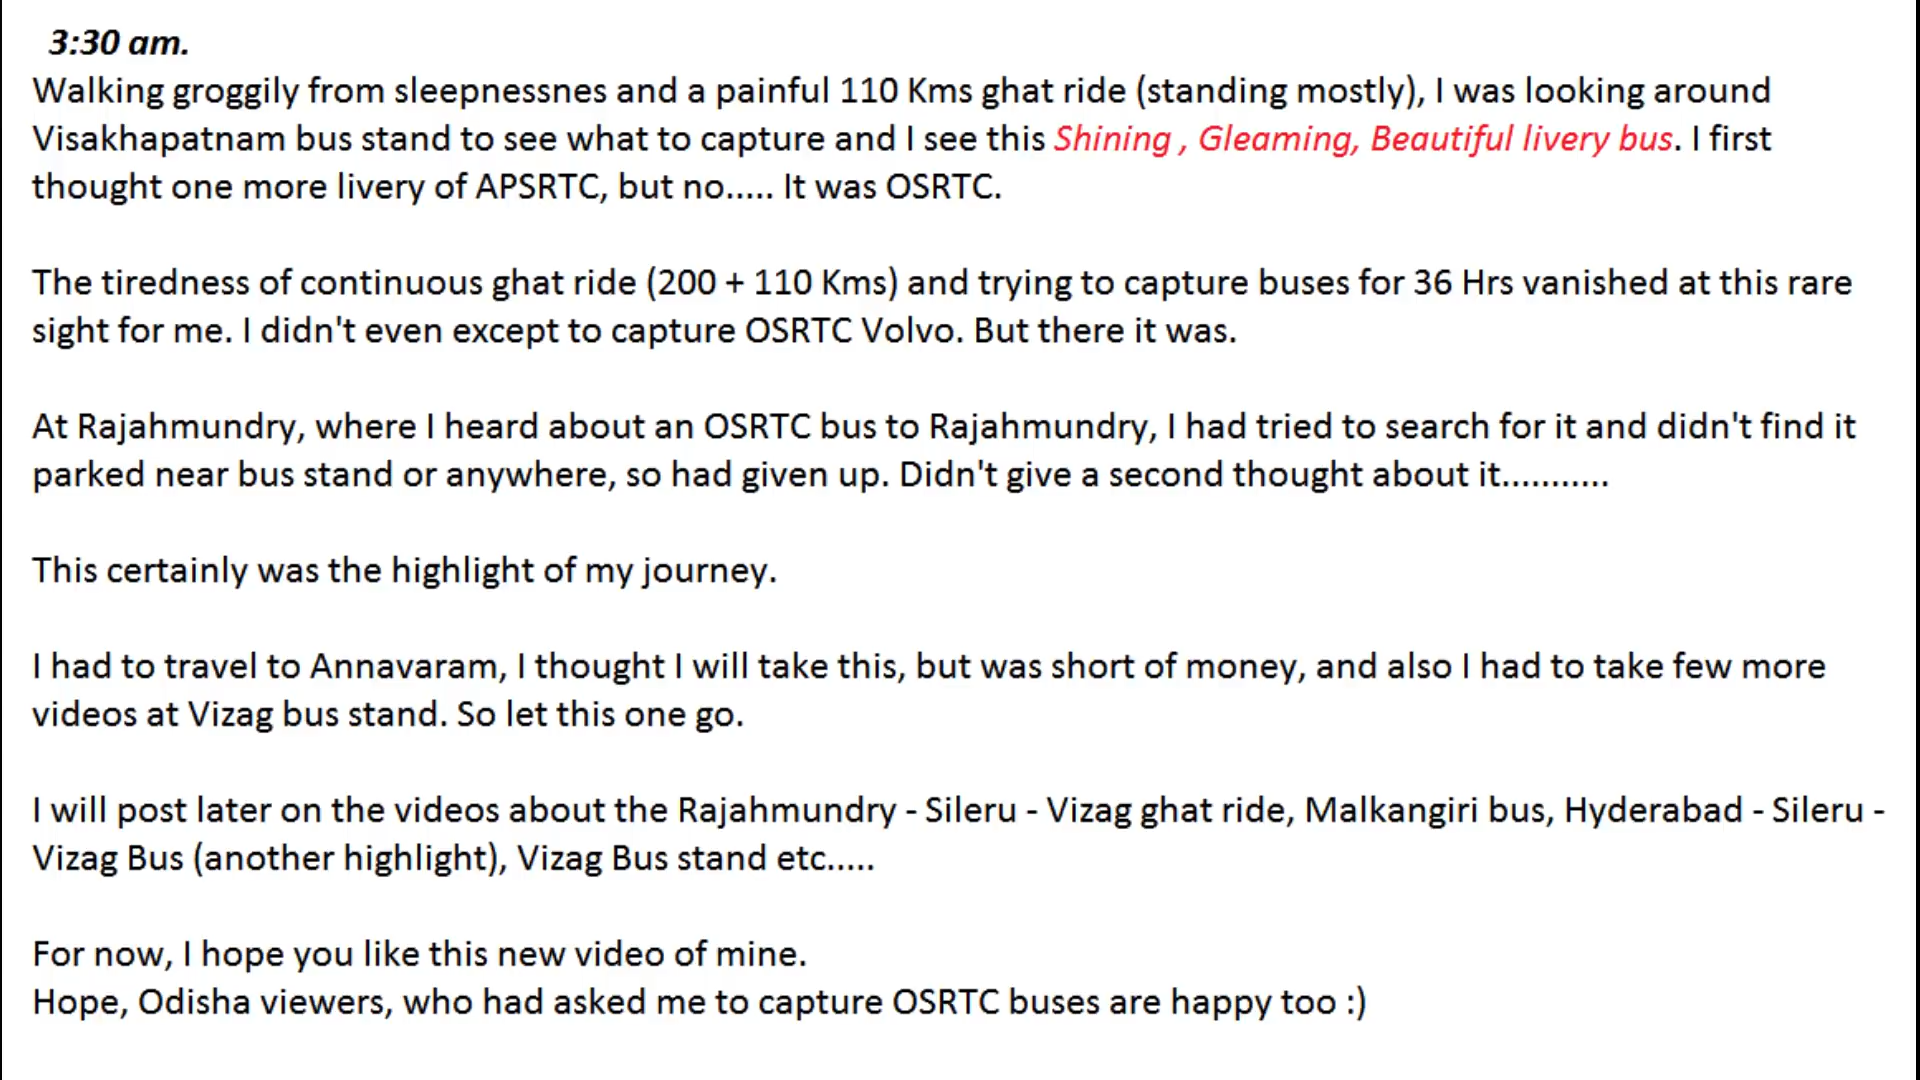 3:30 am.
Walking groggily from sleepnessnes and a painful 110 Kms ghat ride (standing mostly), I was looking around
Visakhapatnam bus stand to see what to capture and I see this Shining , Gleaming, Beautiful livery bus. I first
thought one more livery of APSRTC, but no..... It was OSRTC.
The tiredness of continuous ghat ride (200 + 110 Kms) and trying to capture buses for 36 Hrs vanished at this rare
sight for me. I didn't even except to capture OSRTC Volvo. But there it was.
At Rajahmundry, where I heard about an OSRTC bus to Rajahmundry, I had tried to search for it and didn't find it
parked near bus stand or anywhere, so had given up. Didn't give a second thought about it...........
This certainly was the highlight of my journey.
I had to travel to Annavaram, I thought I will take this, but was short of money, and also I had to take few more
videos at Vizag bus stand. So let this one go.
I will post later on the videos about the Rajahmundry - Sileru - Vizag ghat ride, Malkangiri bus, Hyderabad - Sileru -
Vizag Bus (another highlight), Vizag Bus stand etc.....
For now, I hope you like this new video of mine.
Hope, Odisha viewers, who had asked me to capture OSRTC buses are happy too :)